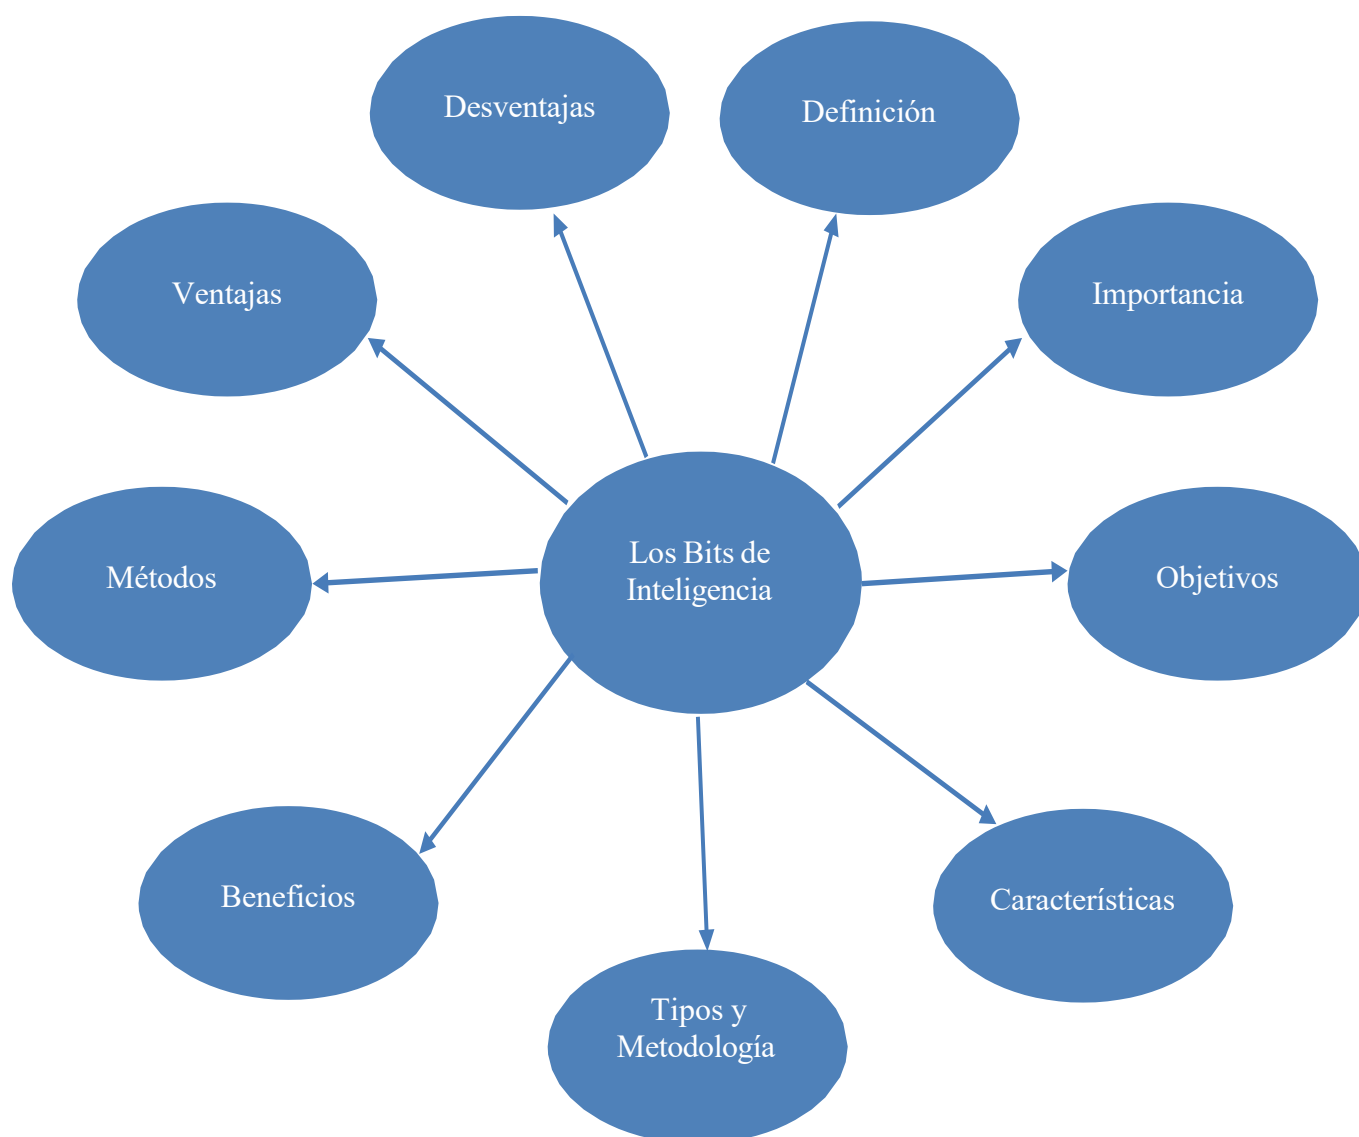 Desventajas
Definición
Ventajas
Importancia
Los Bits de
Inteligencia
Métodos
Objetivos
Beneficios
Características
Tipos y
Metodología